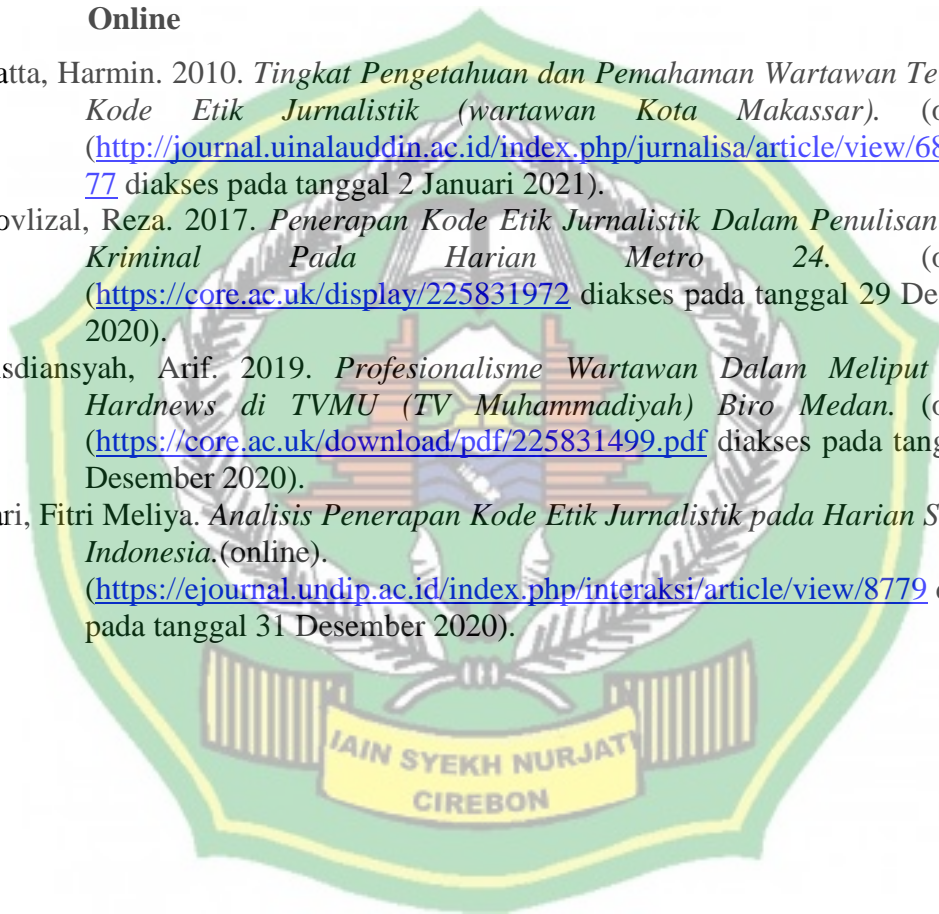 Online
atta, Harmin. 2010. Tingkat Pengetahuan dan Pemahaman Wartawan Te
Kode Etik Jurnalistik (wartawan Kota Makassar). (o
(http://journal.uinalauddin.ac.id/index.php/jurnalisa/article/view/68
77 diakses pada tanggal 2 Januari 2021).
ovlizal, Reza. 2017. Penerapan Kode Etik Jurnalistik Dalam Penulisan
Kriminal Pada Harian Metro 24. (o
(https://core.ac.uk/display/225831972 diakses pada tanggal 29 De
2020).
sdiansyah, Arif. 2019. Profesionalisme Wartawan Dalam Meliput
Hardnews di TVMU (TV Muhammadiyah) Biro Medan. (o
(https://core.ac.uk/download/pdf/225831499.pdf diakses pada tang
Desember 2020).
ari, Fitri Meliya. Analisis Penerapan Kode Etik Jurnalistik pada Harian S
Indonesia.(online).
(https://ejournal.undip.ac.id/index.php/interaksi/article/view/8779
pada tanggal 31 Desember 2020).
IAIN SYEKH NURJATI
CIREBON